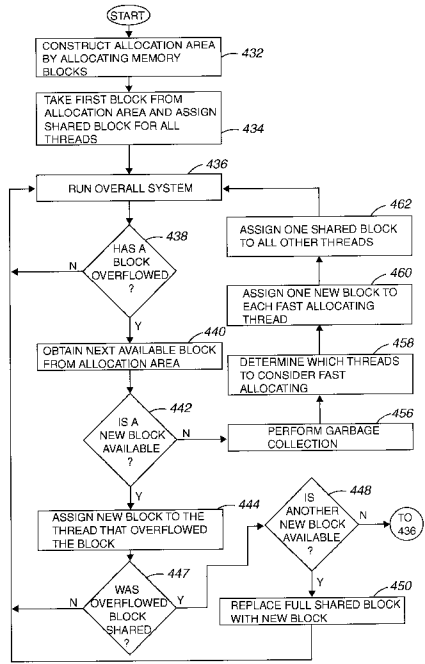 START
CONSTRUCT ALLOCATION AREA
BY ALLOCATING MEMORY
BLOCKS
432
TAKE FIRST BLOCK FROM
ALLOCATION AREA AND ASSIGN
SHARED BLOCK FOR ALL
THREADS
434
436
RUN OVERALL SYSTEM
438
HAS A
BLOCK
OVERFLOWED
?
N
Y
440
OBTAIN NEXT AVAILABLE BLOCK
FROM ALLOCATION AREA
442
IS A
NEW BLOCK
AVAILABLE
?
N
Y
462
ASSIGN ONE SHARED BLOCK
TO ALL OTHER THREADS
460
ASSIGN ONE NEW BLOCK TO
EACH FAST ALLOCATING
THREAD
458
DETERMINE WHICH THREADS
TO CONSIDER FAST
ALLOCATING
456
PERFORM GARBAGE
COLLECTION
444
ASSIGN NEW BLOCK TO THE
THREAD THAT OVERFLOWED
THE BLOCK
447
WAS
OVERFLOWED
BLOCK
SHARED
?
N
Y
448
IS
ANOTHER
NEW BLOCK
AVAILABLE
?
N
TO
436
Y
450
REPLACE FULL SHARED BLOCK
WITH NEW BLOCK